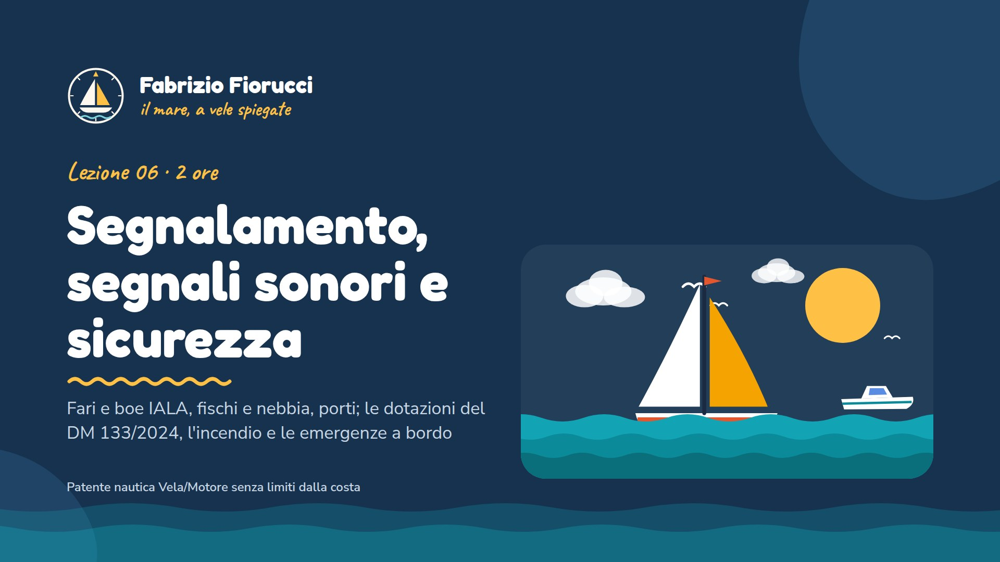 Fabrizio Fiorucci
il mare, a vele spiegate
Lezione 06 · 2 ore
Segnalamento,
segnali sonori e
sicurezza
Fari e boe IALA, fischi e nebbia, porti; le dotazioni del
DM 133/2024, l'incendio e le emergenze a bordo
Patente nautica Vela/Motore senza limiti dalla costa